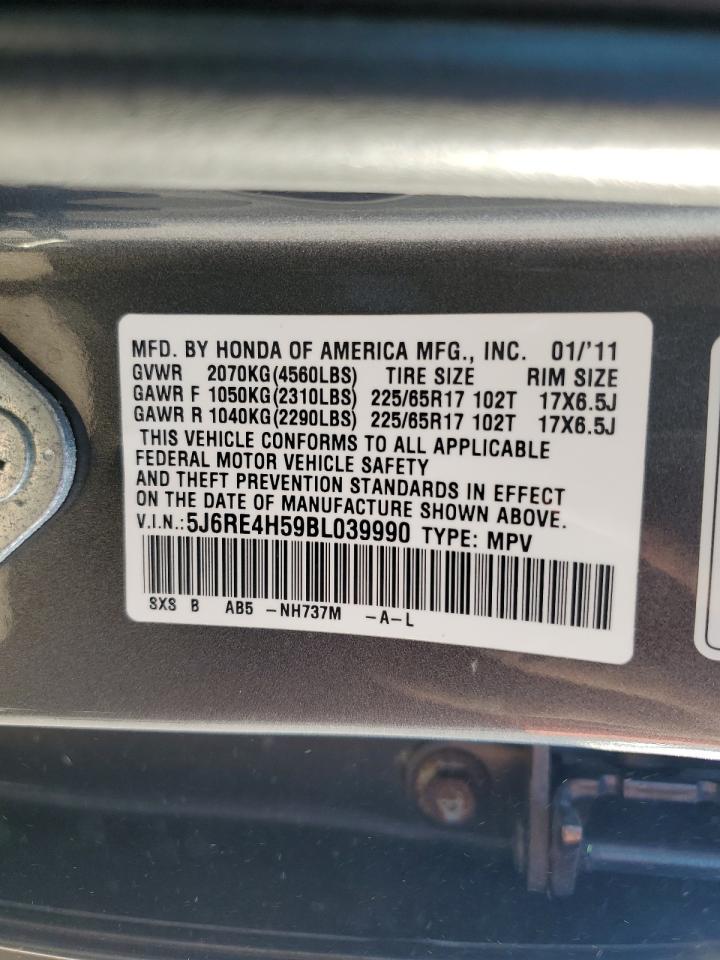 MFD. BY HONDA OF AMERICA MFG., INC. 01/'11
GVWR 2070KG(4560LBS) TIRE SIZE RIM SIZE
GAWR F 1050KG(2310LBS) 225/65R17 102T 17X6.5J
GAWR R 1040KG(2290LBS) 225/65R17 102T 17X6.5J
THIS VEHICLE CONFORMS TO ALL APPLICABLE
FEDERAL MOTOR VEHICLE SAFETY
AND THEFT PREVENTION STANDARDS IN EFFECT
ON THE DATE OF MANUFACTURE SHOWN ABOVE.
V.I.N.:5J6RE4H59BL039990 TYPE: MPV
SXS B AB5 -NH737M -A-L